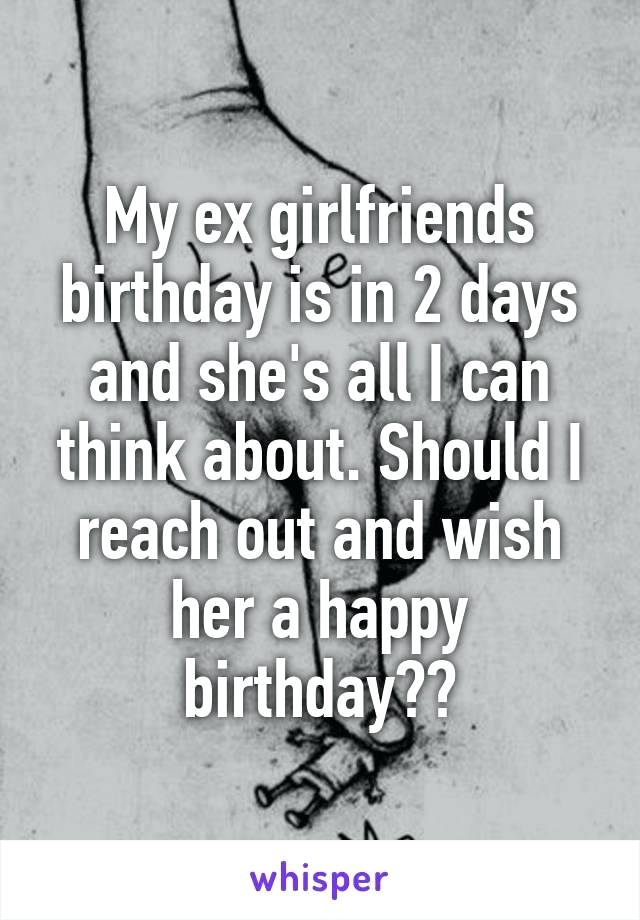 My ex girlfriends
birthday is in 2 days
and she's all I can
think about. Should I
reach out and wish
her a happy
birthday??
whisper